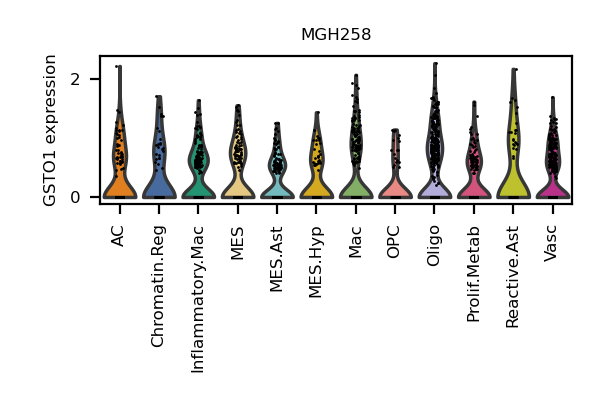 MGH258
GSTO1 expression
2
0
AC
Chromatin.Reg
Inflammatory.Mac
MES
MES.Ast
MES.Hyp
Mac
OPC
Oligo
Prolif.Metab
Reactive.Ast
Vasc